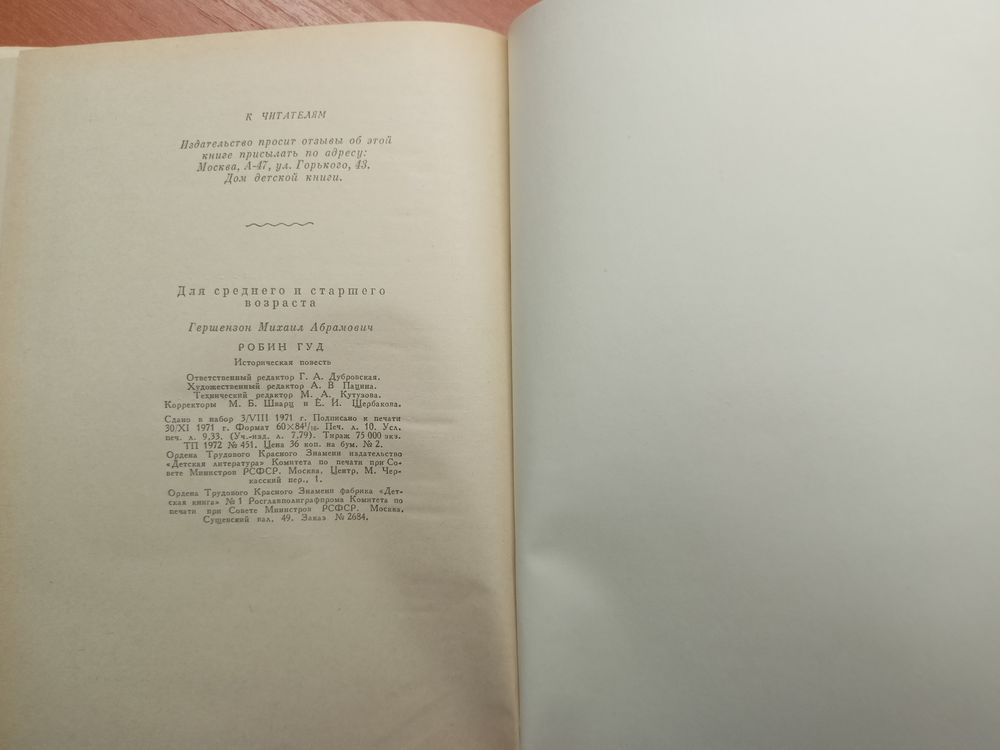 К ЧИТАТЕЛЯМ
Издательство просит отзывы об этой
книге присылать по адресу:
Москва, А-47, ул. Горького, 43.
Дом детской книги.
Для среднего и старшего
возраста
Гершензон Михаил Абрамович
РОБИН ГУД
Историческая повесть
Ответственный редактор Г. А. Дубровская.
Художественный редактор А. В Пацина.
Технический редактор М. А. Кутузова.
Корректоры М. Б. Шварц и Е. И. Щербакова.
Сдано в набор 3/VIII 1971 г. Подписано к печати
30/XI 1971 г. Формат 60×84¹/₁₆. Печ. л. 10. Усл.
печ. л. 9,33. (Уч.-изд. л. 7,79). Тираж 75 000 экз.
ТП 1972 № 451. Цена 36 коп. на бум. № 2.
Ордена Трудового Красного Знамени издательство
«Детская литература» Комитета по печати при Со-
вете Министров РСФСР. Москва, Центр, М. Чер-
касский пер., 1.
Ордена Трудового Красного Знамени фабрика «Дет-
ская книга» № 1 Росглавполиграфпрома Комитета по
печати при Совете Министров РСФСР. Москва,
Сущевский вал, 49. Заказ № 2684.